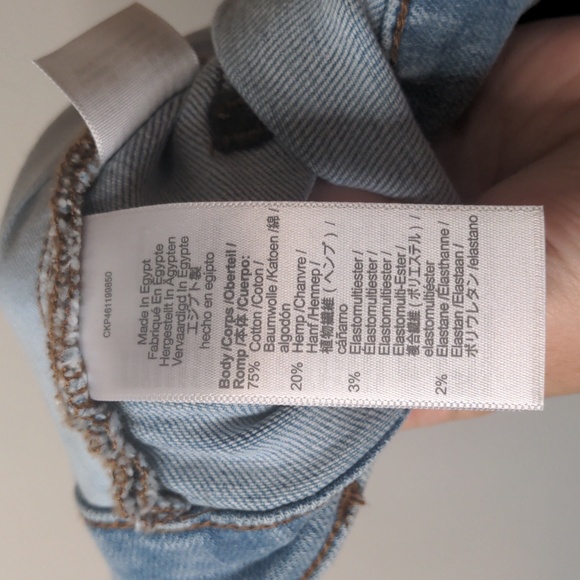 CKP461199850
Made In Egypt
Fabriqué En Egypte
Hergestellt In Ägypten
Vervaardigd In Egypte
エジプト製
hecho en egipto
Body /Corps /Oberteil /
Romp /本体 /Cuerpo:
75% Cotton /Coton /
Baumwolle /Katoen /綿 /
algodón
20% Hemp /Chanvre /
Hanf /Hennep /
植物繊維 ( ヘンプ ) /
cáñamo
3% Elastomultiester /
Elastomultiester /
Elastomultiester /
Elastomulti-Ester /
複合繊維 ( ポリエステル ) /
elastomultiéster
2% Elastane /Elasthanne /
Elastan /Elastaan /
ポリウレタン /elastano